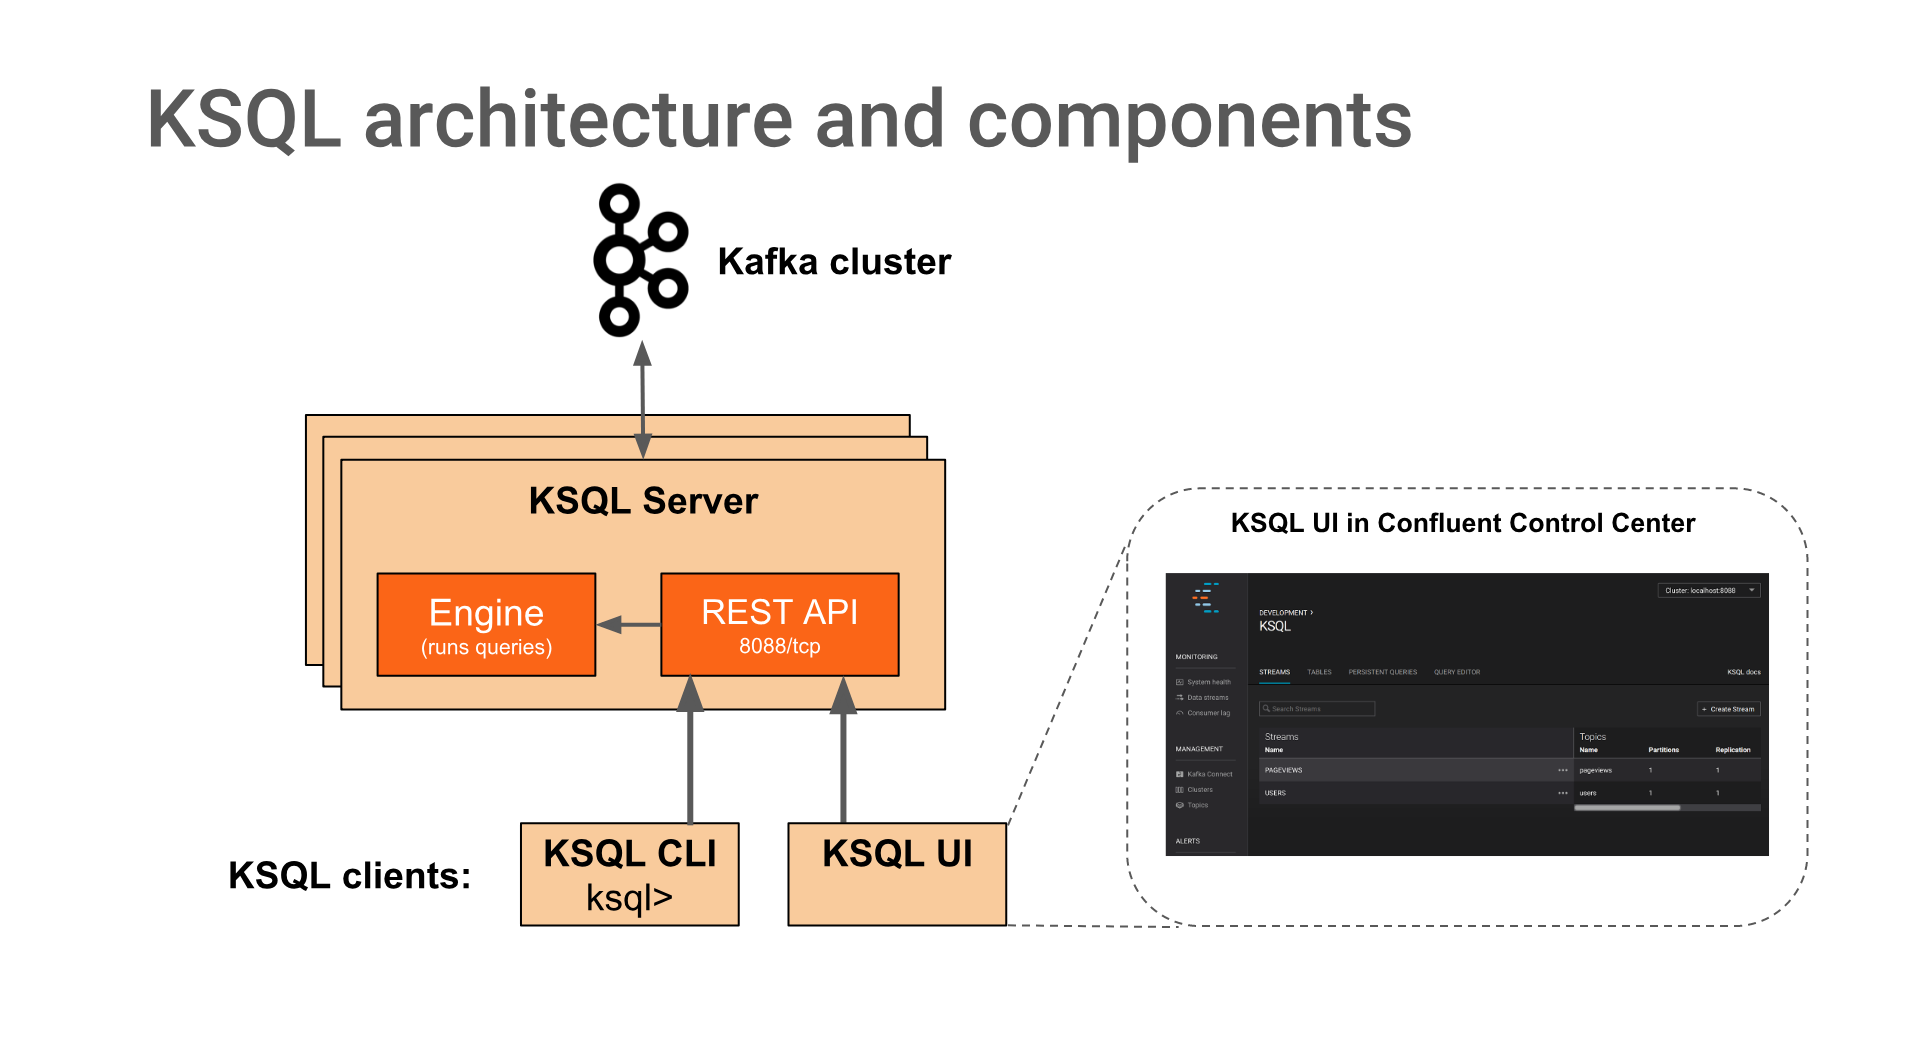 KSQL architecture and components
Kafka cluster
KSQL Server
Engine
(runs queries)
REST API
8088/tcp
KSQL clients:
KSQL CLI
ksql>
KSQL UI
KSQL UI in Confluent Control Center
Cluster: localhost:8088
DEVELOPMENT >
KSQL
MONITORING
System health
Data streams
Consumer lag
MANAGEMENT
Kafka Connect
Clusters
Topics
ALERTS
STREAMS TABLES PERSISTENT QUERIES QUERY EDITOR KSQL docs
Search Streams
+ Create Stream
Streams Topics
Name Name Partitions Replication
PAGEVIEWS ••• pageviews 1 1
USERS ••• users 1 1